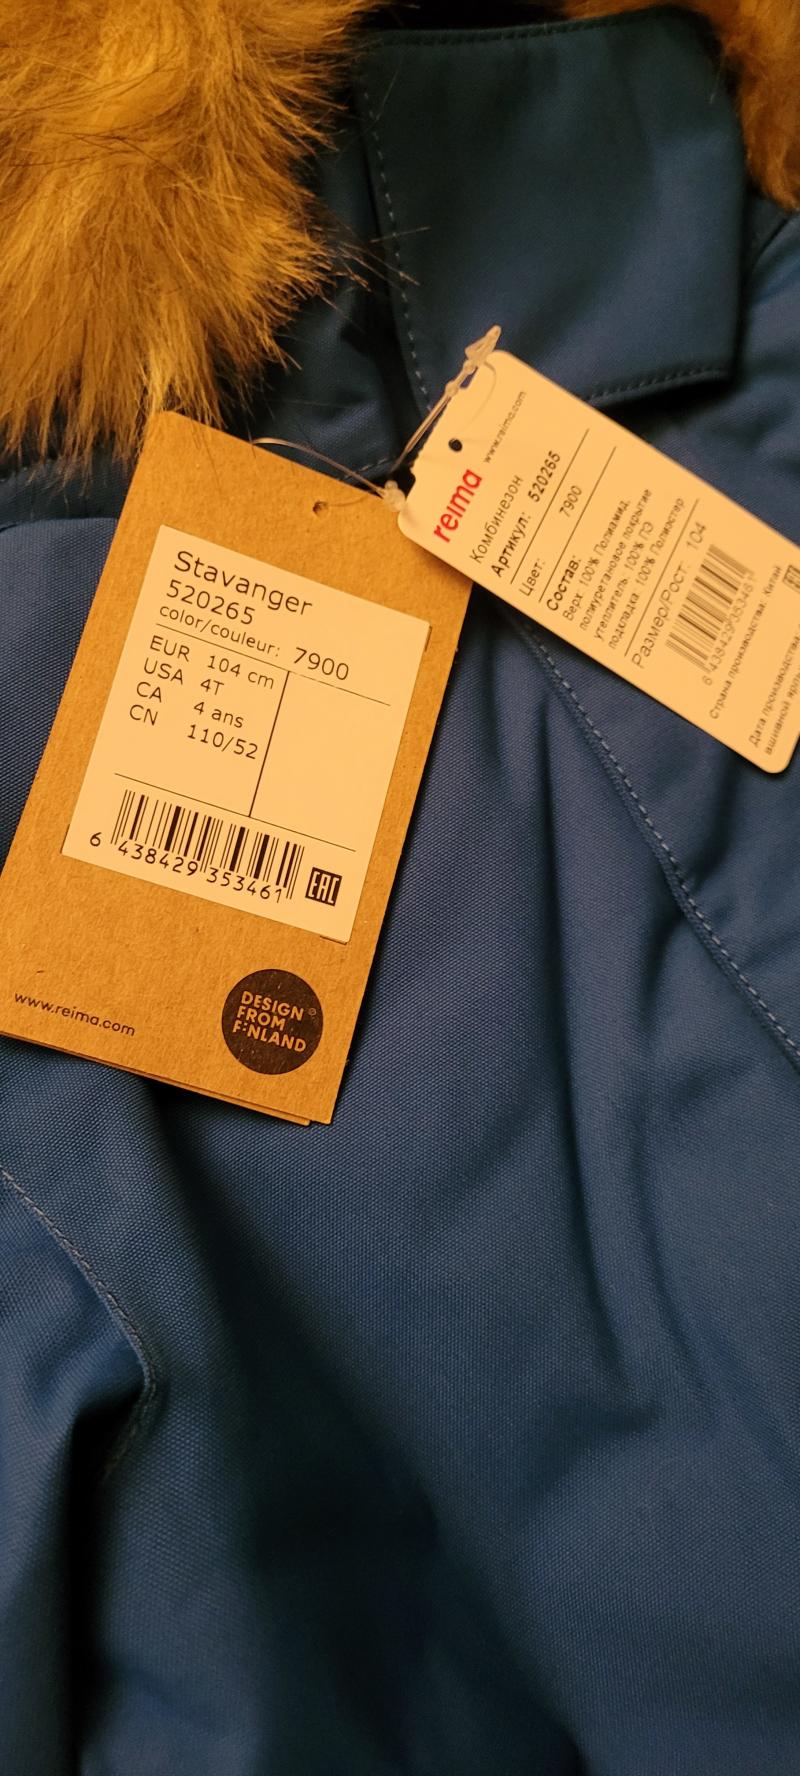 Stavanger
520265
color/couleur: 7900
EUR 104 cm
USA 4T
CA 4 ans
CN 110/52
6 438429 353461
EAC
www.reima.com
DESIGN
FROM
FINLAND
reima www.reima.com
Комбинезон
Артикул: 520265
Цвет: 7900
Состав:
Верх: 100% Полиамид,
полиуретановое покрытие
утеплитель: 100% ПЭ
подкладка: 100% Полиэстер
Размер/Рост: 104
6 438429 353461
Страна производства: Китай
Дата производства: